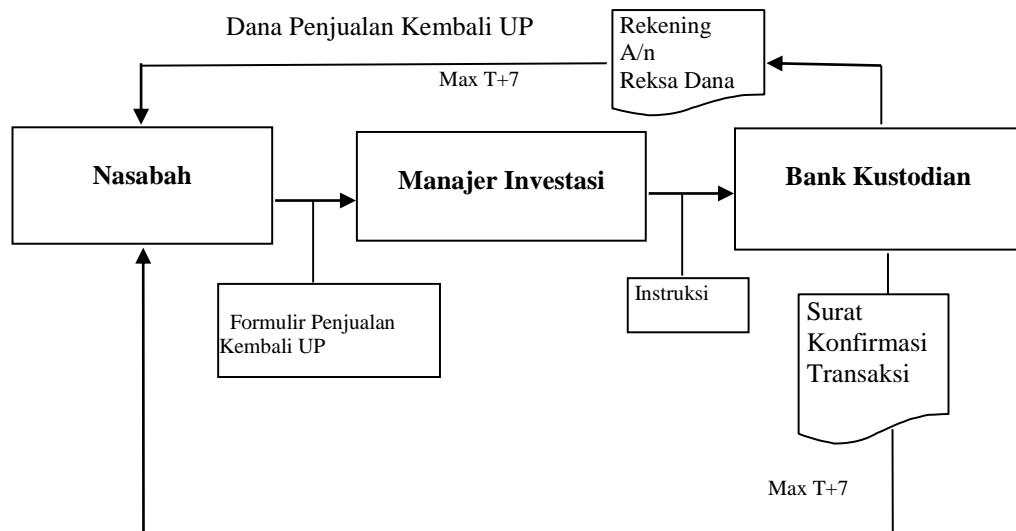 Dana Penjualan Kembali UP
Rekening
A/n
Reksa Dana
Max T+7
Nasabah
Manajer Investasi
Bank Kustodian
Formulir Penjualan
Kembali UP
Instruksi
Surat
Konfirmasi
Transaksi
Max T+7